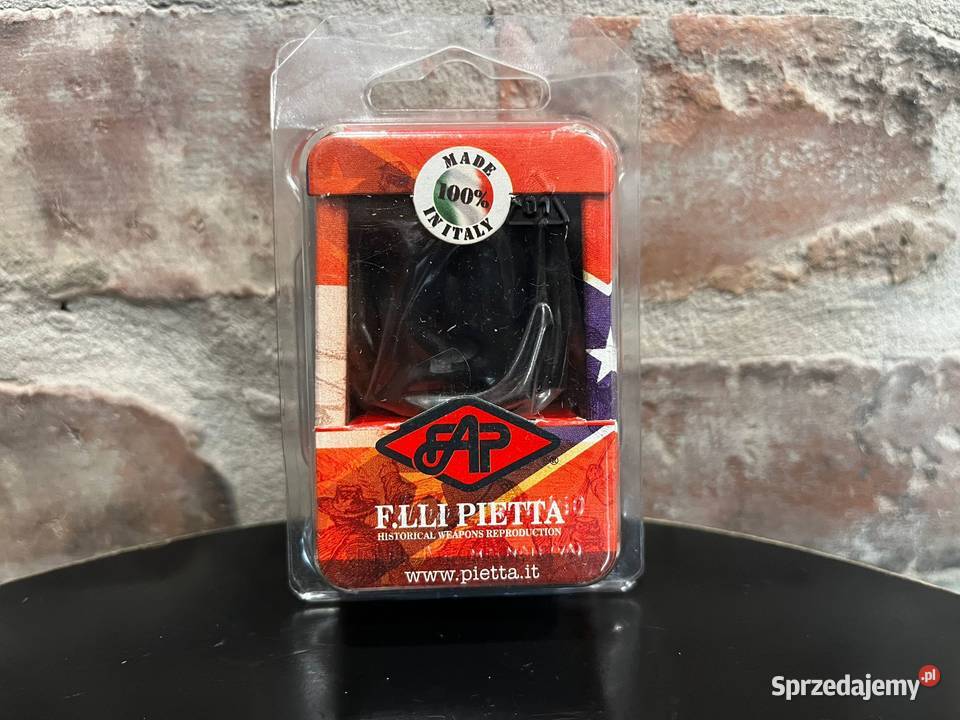 MADE
100%
IN ITALY
FAP
®
F.LLI PIETTA
HISTORICAL WEAPONS REPRODUCTION
www.pietta.it
Sprzedajemy.pl